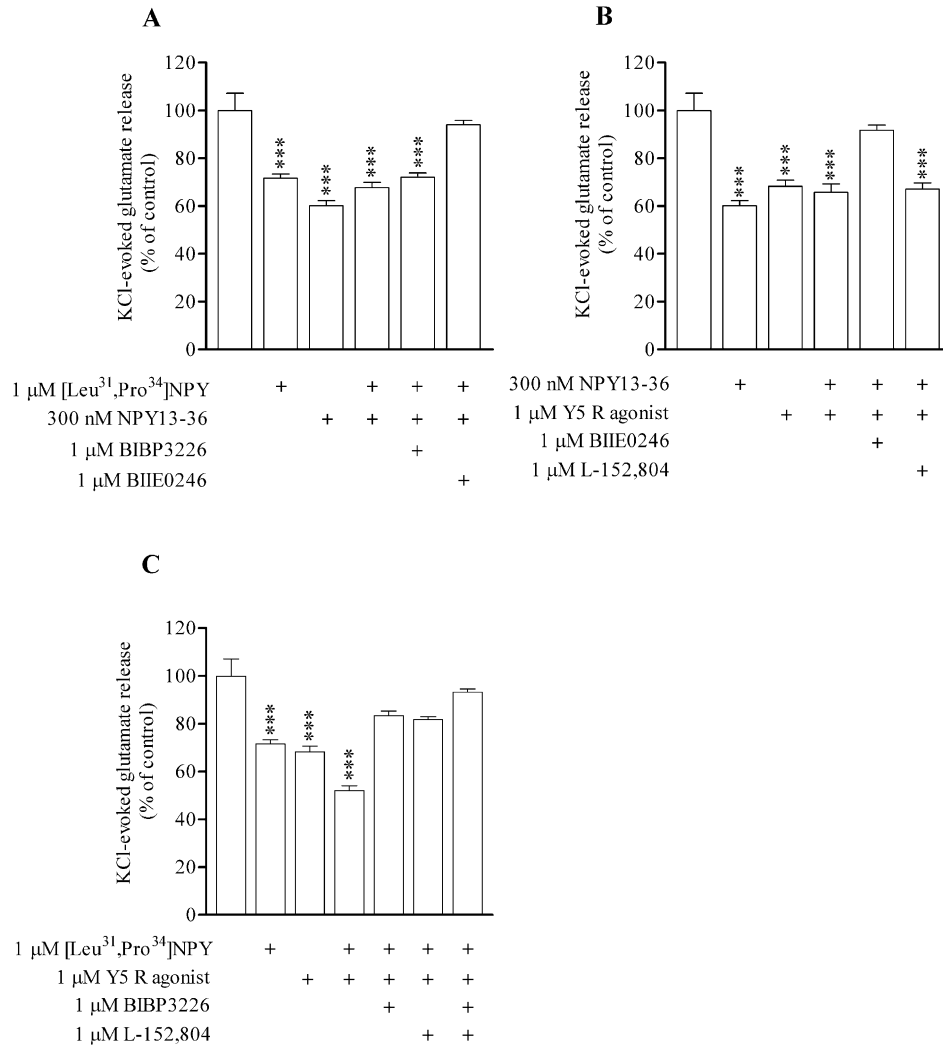 A
KCl-evoked glutamate release
(% of control)
120
100
80
60
40
20
0
*** *** *** ***
1 μM [Leu31,Pro34]NPY + + + +
300 nM NPY13-36 + + + +
1 μM BIBP3226 +
1 μM BIIE0246 +
B
KCl-evoked glutamate release
(% of control)
120
100
80
60
40
20
0
*** *** *** ***
300 nM NPY13-36 + + + +
1 μM Y5 R agonist + + + +
1 μM BIIE0246 +
1 μM L-152,804 +
C
KCl-evoked glutamate release
(% of control)
120
100
80
60
40
20
0
*** *** ***
1 μM [Leu31,Pro34]NPY + + + + +
1 μM Y5 R agonist + + + + +
1 μM BIBP3226 + +
1 μM L-152,804 + +